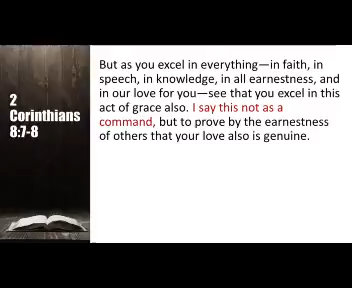 2
Corinthians
8:7-8
But as you excel in everything—in faith, in
speech, in knowledge, in all earnestness, and
in our love for you—see that you excel in this
act of grace also. I say this not as a
command, but to prove by the earnestness
of others that your love also is genuine.